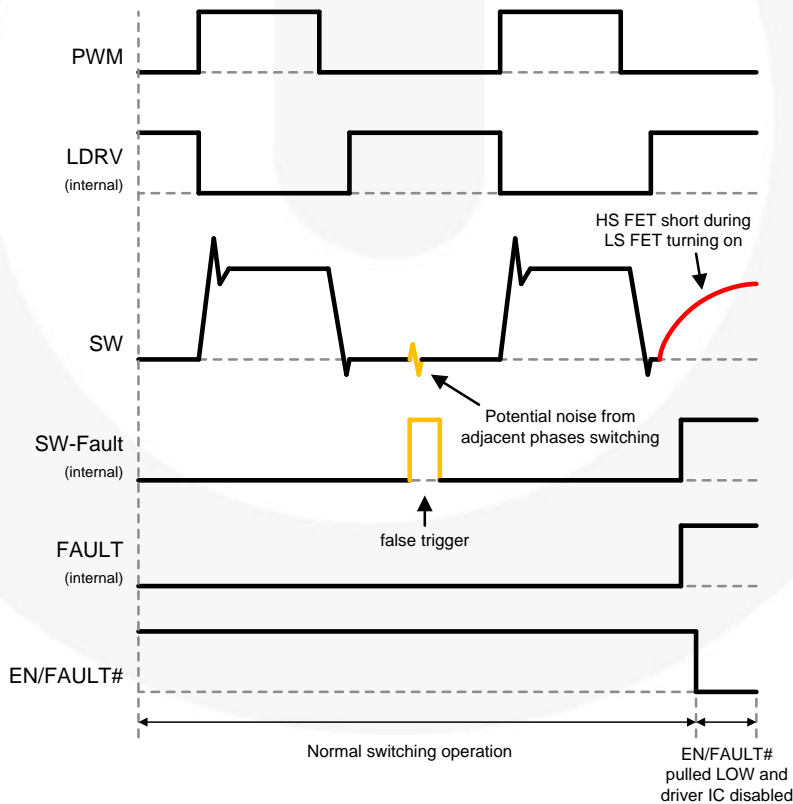 PWM
LDRV
(internal)
HS FET short during
LS FET turning on
SW
Potential noise from
adjacent phases switching
SW-Fault
(internal)
false trigger
FAULT
(internal)
EN/FAULT#
Normal switching operation
EN/FAULT#
pulled LOW and
driver IC disabled